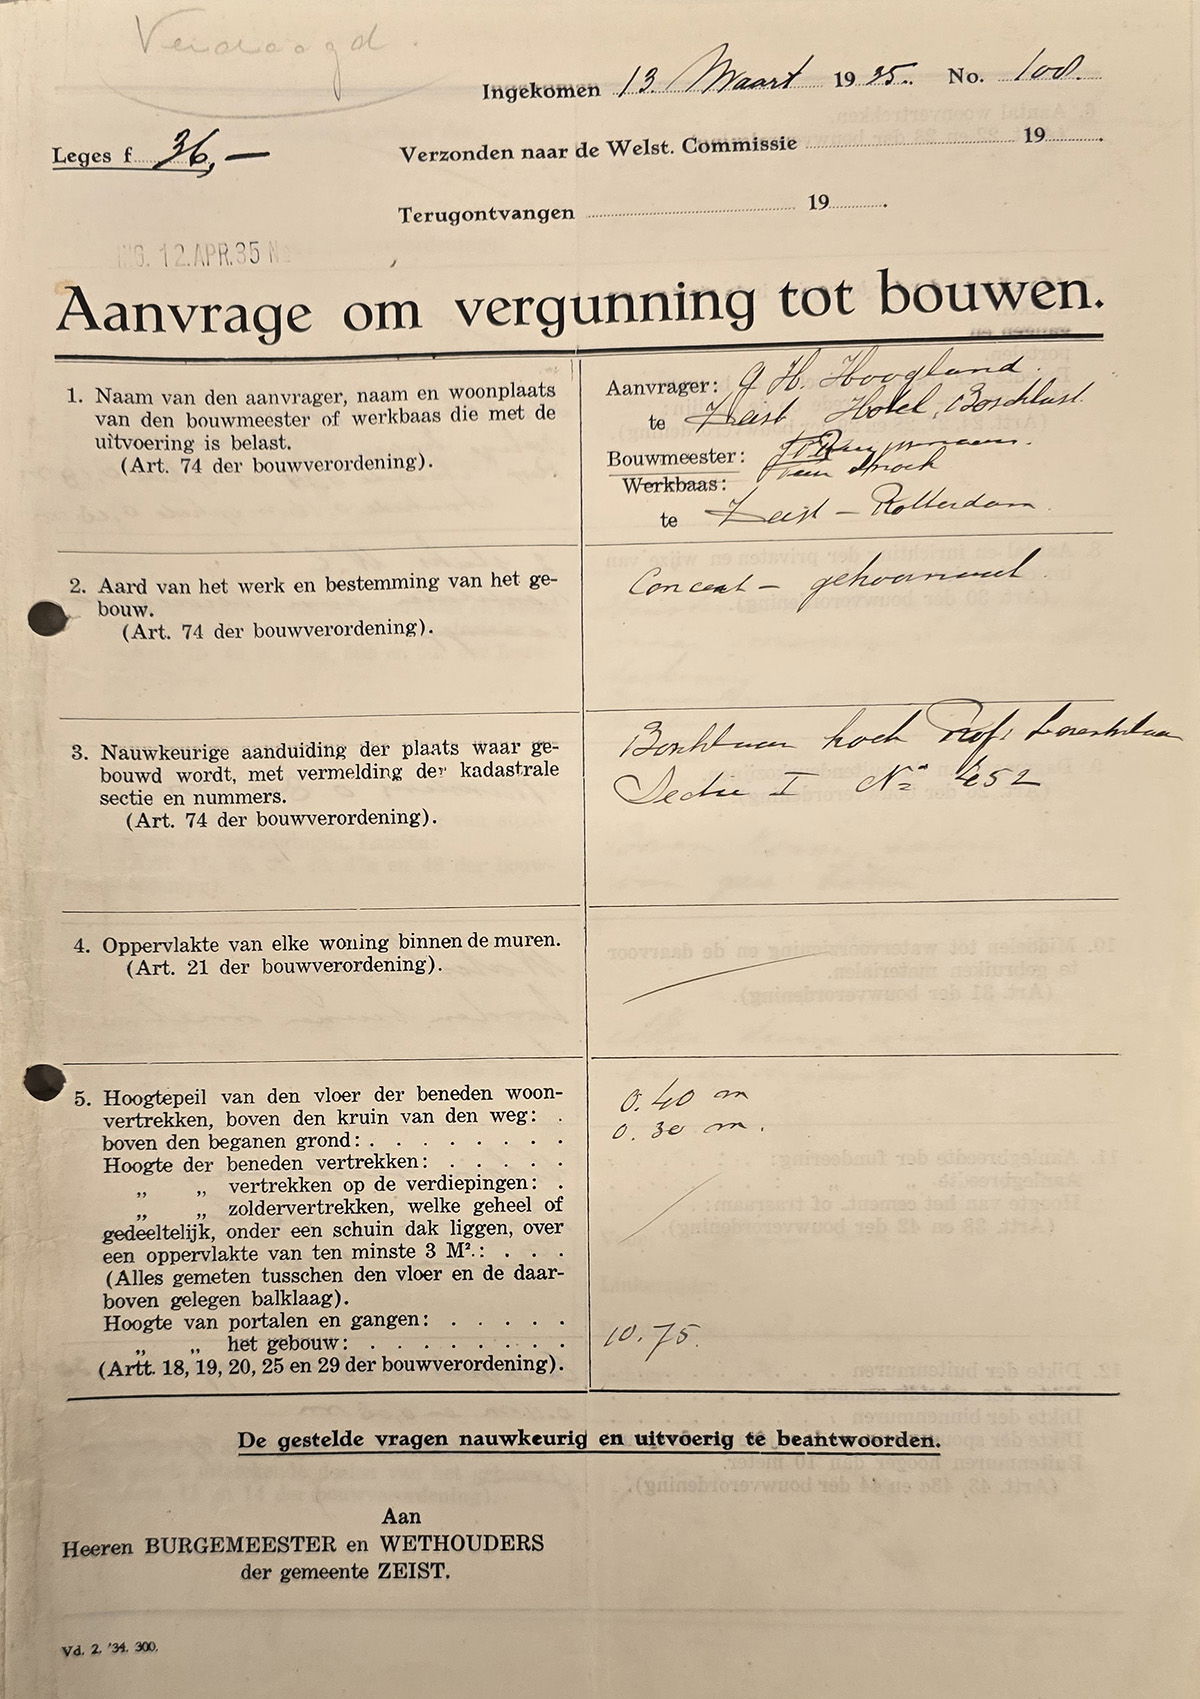 Verdaagd.
Ingekomen 13 Maart 1935. No. 100.
Leges f 36,—
Verzonden naar de Welst. Commissie 19 .
Terugontvangen 19 .
ING. 12.APR.35 No
Aanvrage om vergunning tot bouwen.
1. Naam van den aanvrager, naam en woonplaats
van den bouwmeester of werkbaas die met de
uitvoering is belast.
(Art. 74 der bouwverordening).
Aanvrager: G H. Hoogland.
te Zeist Hotel, Boschlust.
Bouwmeester:
Werkbaas:
te Zeist – Rotterdam.
2. Aard van het werk en bestemming van het ge-
bouw.
(Art. 74 der bouwverordening).
Concert – gehoorzaal.
3. Nauwkeurige aanduiding der plaats waar ge-
bouwd wordt, met vermelding der kadastrale
sectie en nummers.
(Art. 74 der bouwverordening).
Boschlaan hoek Prof. Lorentzlaan
Sectie I No 452
4. Oppervlakte van elke woning binnen de muren.
(Art. 21 der bouwverordening).
5. Hoogtepeil van den vloer der beneden woon-
vertrekken, boven den kruin van den weg: . 0.40 m
boven den beganen grond: . . . . . . . . 0.30 m.
Hoogte der beneden vertrekken: . . . . .
„ „ vertrekken op de verdiepingen: .
„ „ zoldervertrekken, welke geheel of
gedeeltelijk, onder een schuin dak liggen, over
een oppervlakte van ten minste 3 M².: . . .
(Alles gemeten tusschen den vloer en de daar-
boven gelegen balklaag).
Hoogte van portalen en gangen: . . . . .
„ „ het gebouw: . . . . . . . . 10.75.
(Artt. 18, 19, 20, 25 en 29 der bouwverordening).
De gestelde vragen nauwkeurig en uitvoerig te beantwoorden.
Aan
Heeren BURGEMEESTER en WETHOUDERS
der gemeente ZEIST.
Vd. 2. '34. 300.